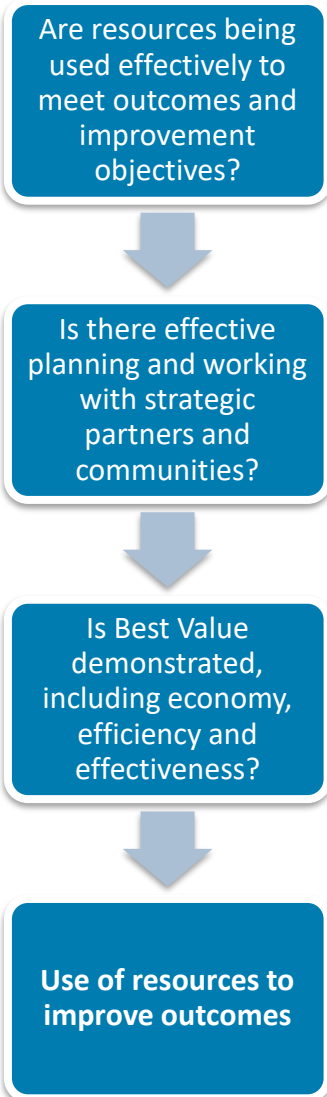 Are resources being
used effectively to
meet outcomes and
improvement
objectives?
Is there effective
planning and working
with strategic
partners and
communities?
Is Best Value
demonstrated,
including economy,
efficiency and
effectiveness?
Use of resources to
improve outcomes